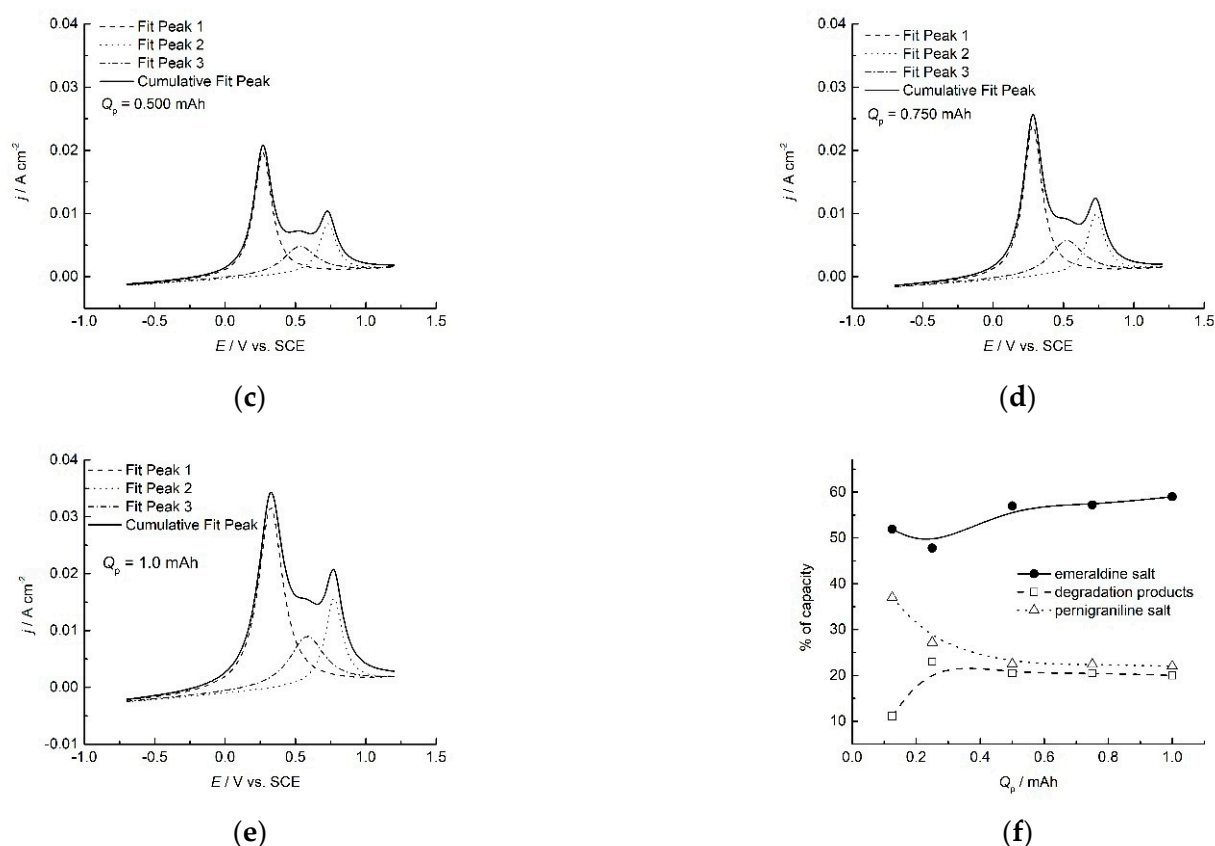 0.04
0.03
0.02
0.01
0.00
j / A cm-2
Fit Peak 1
Fit Peak 2
Fit Peak 3
Cumulative Fit Peak
Qp = 0.500 mAh
-1.0 -0.5 0.0 0.5 1.0 1.5
E / V vs. SCE
(c)
0.04
0.03
0.02
0.01
0.00
j / A cm-2
Fit Peak 1
Fit Peak 2
Fit Peak 3
Cumulative Fit Peak
Qp = 0.750 mAh
-1.0 -0.5 0.0 0.5 1.0 1.5
E / V vs. SCE
(d)
0.04
0.03
0.02
0.01
0.00
-0.01
j / A cm-2
Fit Peak 1
Fit Peak 2
Fit Peak 3
Cumulative Fit Peak
Qp = 1.0 mAh
-1.0 -0.5 0.0 0.5 1.0 1.5
E / V vs. SCE
(e)
60
50
40
30
20
10
% of capacity
emeraldine salt
degradation products
pernigraniline salt
0.0 0.2 0.4 0.6 0.8 1.0
Qp / mAh
(f)